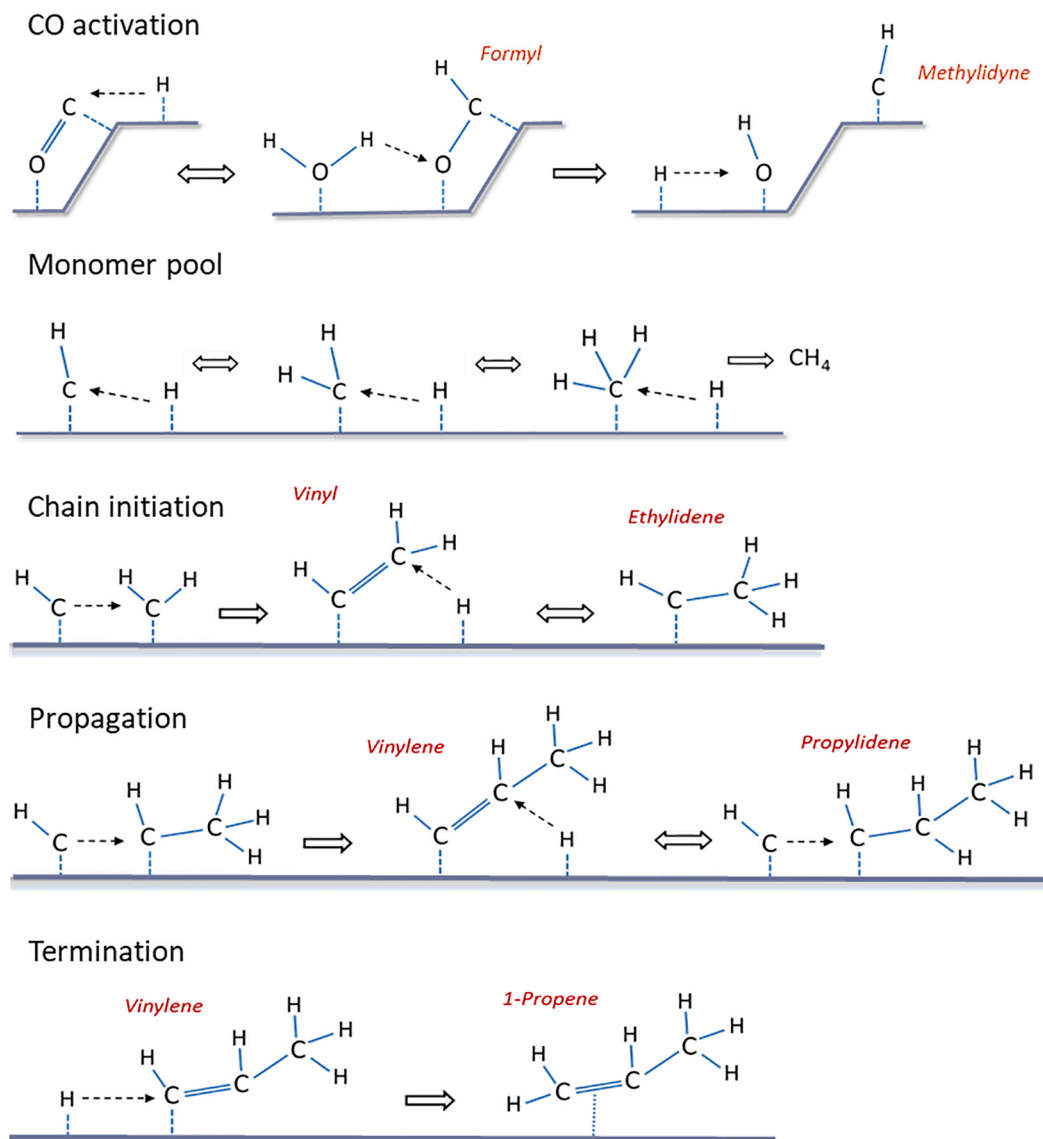 CO activation
Formyl
Methylidyne
H
H
H
C
C
C
H
H
H
O
O
O
H
O
Monomer pool
H
H
H
H
H
H
C
H
C
H
C
H
CH4
Chain initiation
Vinyl
Ethylidene
H
H
H
H
H
H
H
H
C
H
H
C
C
C
H
C
C
H
Propagation
Vinylene
Propylidene
H
H
H
H
C
H
H
C
H
H
H
H
H
H
C
H
H
H
C
H
H
C
C
C
H
C
H
C
C
C
H
Termination
Vinylene
1-Propene
H
H
H
H
H
H
C
H
H
C
H
H
C
C
H
H
C
C
H